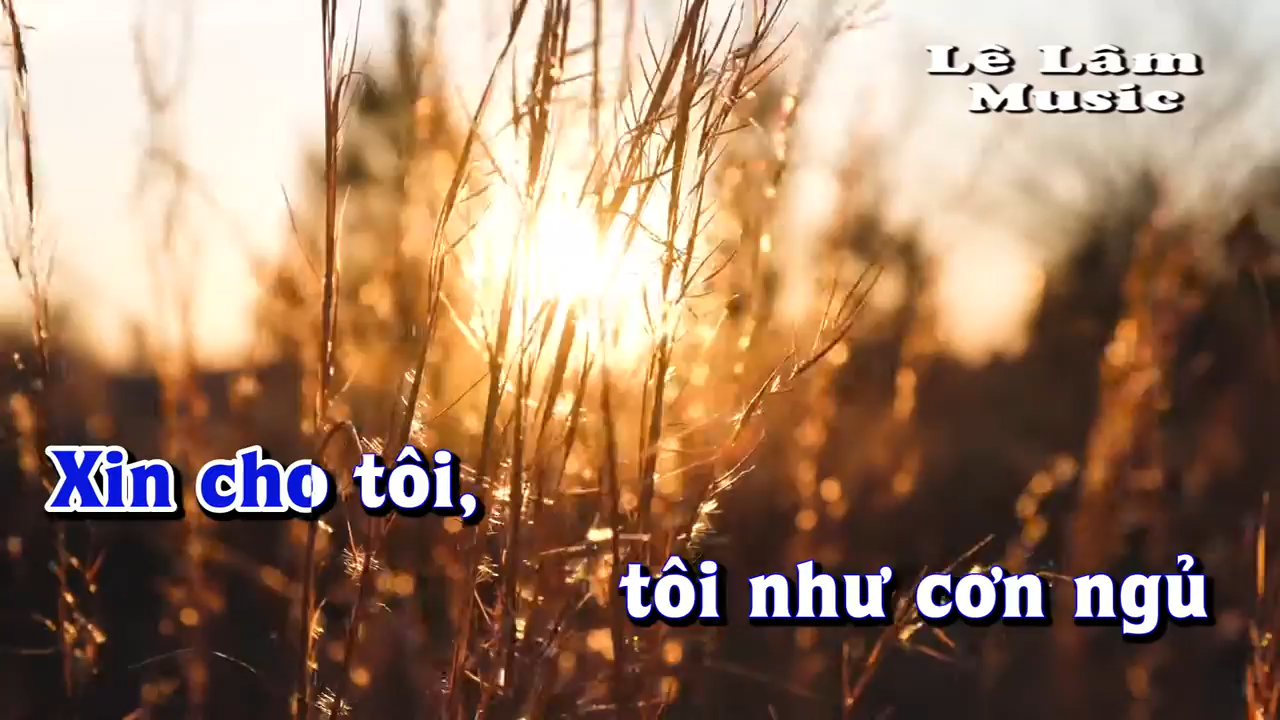 Lê Lâm
Music
Xin cho tôi,
tôi như cơn ngủ